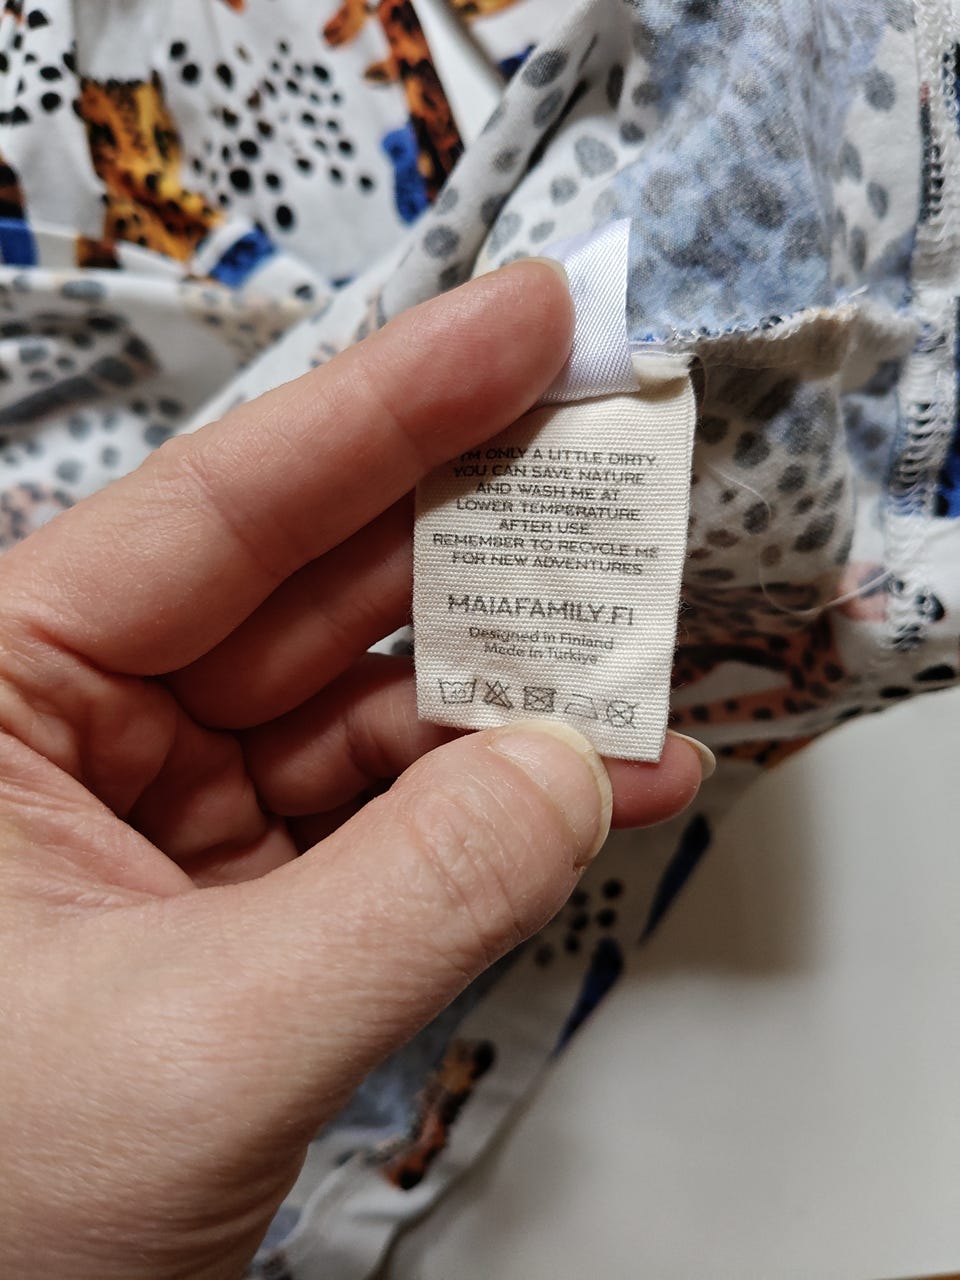 I'M ONLY A LITTLE DIRTY,
YOU CAN SAVE NATURE
AND WASH ME AT
LOWER TEMPERATURE.
AFTER USE
REMEMBER TO RECYCLE ME
FOR NEW ADVENTURES
MAIAFAMILY.FI
Designed in Finland
Made in Türkiye
40